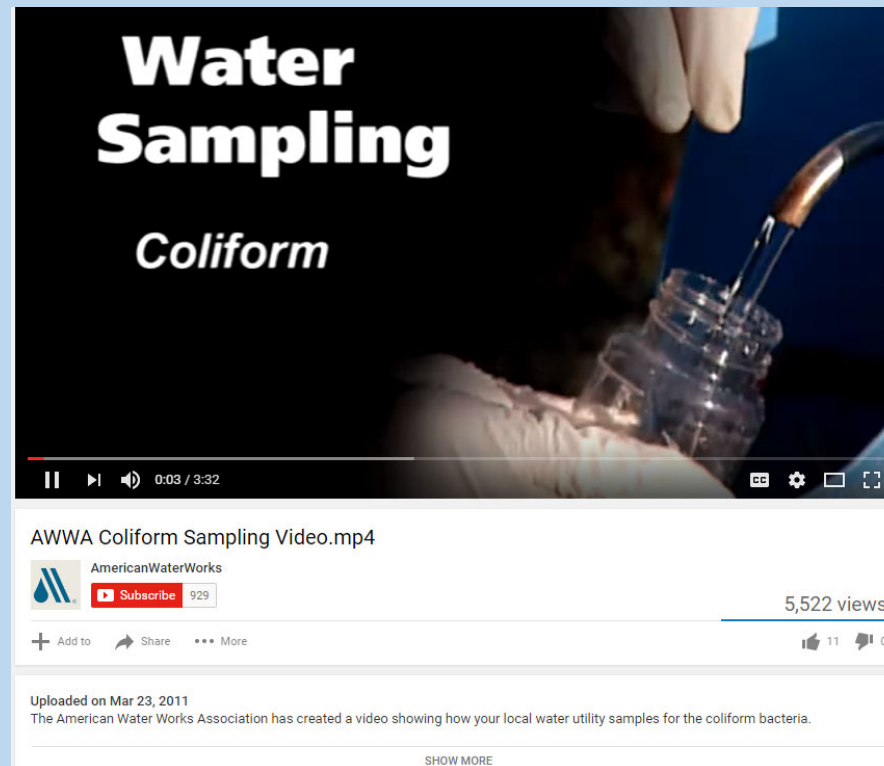 Water
Sampling
Coliform
0:03 / 3:32
CC
AWWA Coliform Sampling Video.mp4
AmericanWaterWorks
Subscribe 929
5,522 views
Add to Share More
11
Uploaded on Mar 23, 2011
The American Water Works Association has created a video showing how your local water utility samples for the coliform bacteria.
SHOW MORE